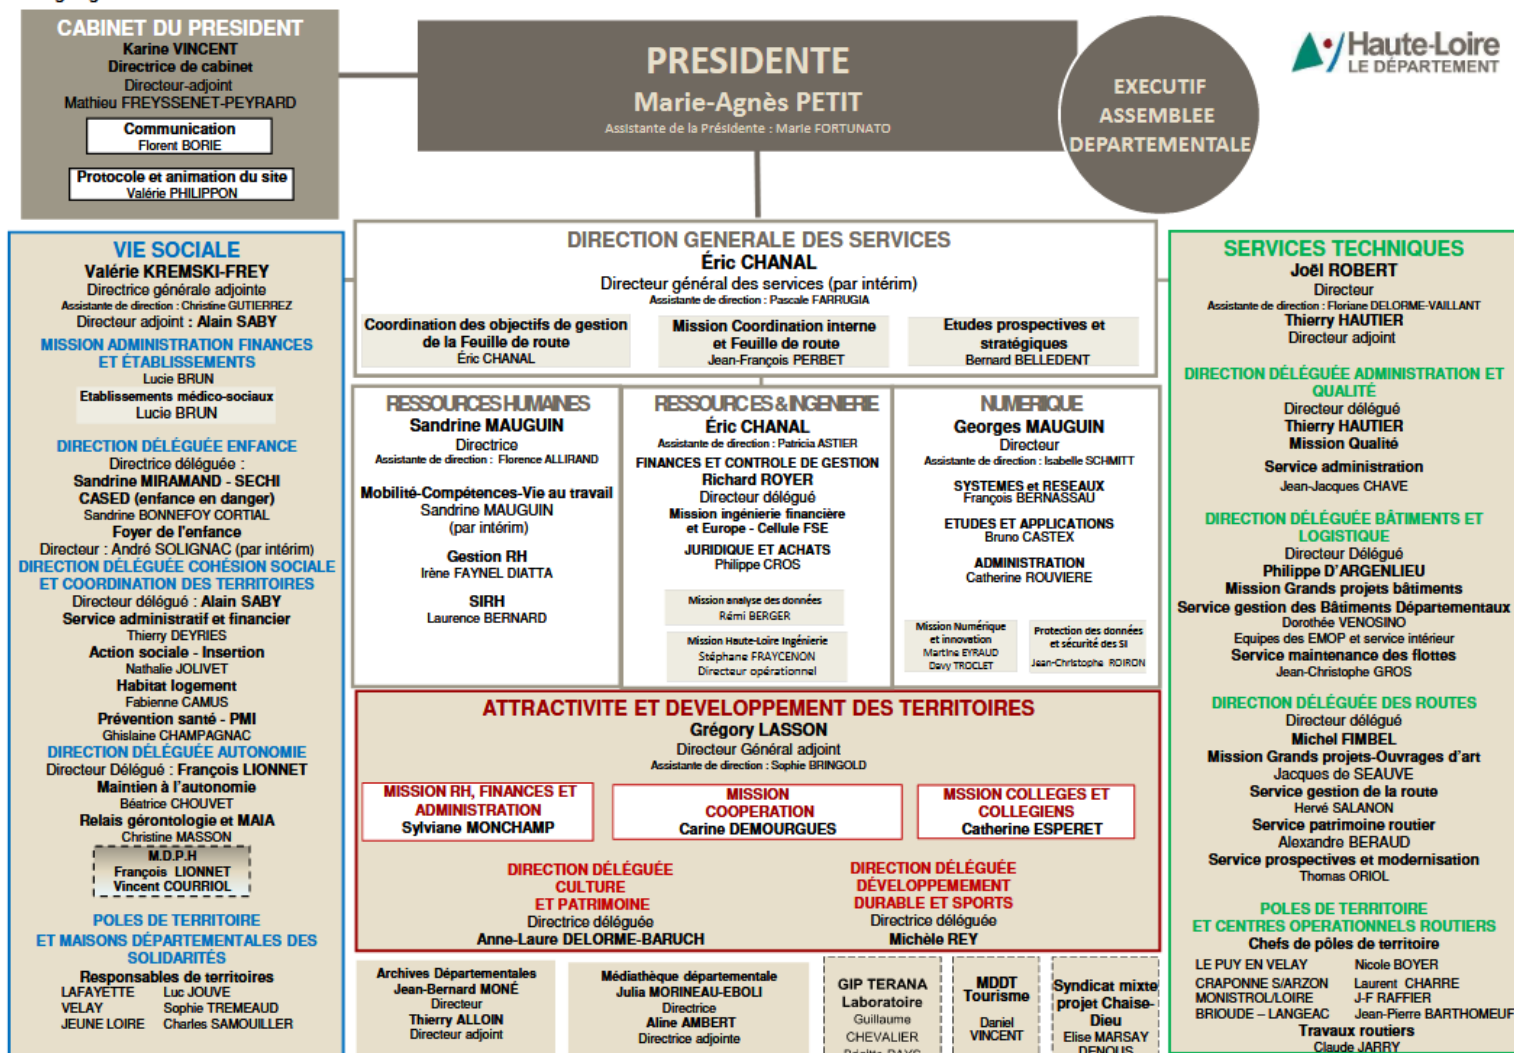 CABINET DU PRESIDENT
Karine VINCENT
Directrice de cabinet
Directeur-adjoint
Mathieu FREYSSENET-PEYRARD
Communication
Florent BORIE
Protocole et animation du site
Valérie PHILIPPON
PRESIDENTE
Marie-Agnès PETIT
Assistante de la Présidente : Marie FORTUNATO
EXECUTIF
ASSEMBLEE
DEPARTEMENTALE
Haute-Loire
LE DÉPARTEMENT
VIE SOCIALE
Valérie KREMSKI-FREY
Directrice générale adjointe
Assistante de direction : Christine GUTIERREZ
Directeur adjoint : Alain SABY
MISSION ADMINISTRATION FINANCES
ET ÉTABLISSEMENTS
Lucie BRUN
Etablissements médico-sociaux
Lucie BRUN
DIRECTION DÉLÉGUÉE ENFANCE
Directrice déléguée :
Sandrine MIRAMAND - SECHI
CASED (enfance en danger)
Sandrine BONNEFOY CORTIAL
Foyer de l'enfance
Directeur : André SOLIGNAC (par intérim)
DIRECTION DÉLÉGUÉE COHÉSION SOCIALE
ET COORDINATION DES TERRITOIRES
Directeur délégué : Alain SABY
Service administratif et financier
Thierry DEYRIES
Action sociale - Insertion
Nathalie JOLIVET
Habitat logement
Fabienne CAMUS
Prévention santé - PMI
Ghislaine CHAMPAGNAC
DIRECTION DÉLÉGUÉE AUTONOMIE
Directeur Délégué : François LIONNET
Maintien à l'autonomie
Béatrice CHOUVET
Relais gérontologie et MAIA
Christine MASSON
M.D.P.H
François LIONNET
Vincent COURRIOL
POLES DE TERRITOIRE
ET MAISONS DÉPARTEMENTALES DES
SOLIDARITÉS
Responsables de territoires
LAFAYETTE Luc JOUVE
VELAY Sophie TREMEAUD
JEUNE LOIRE Charles SAMOUILLER
DIRECTION GENERALE DES SERVICES
Éric CHANAL
Directeur général des services (par intérim)
Assistante de direction : Pascale FARRUGIA
Coordination des objectifs de gestion
de la Feuille de route
Éric CHANAL
Mission Coordination interne
et Feuille de route
Jean-François PERBET
Etudes prospectives et
stratégiques
Bernard BELLEDENT
RESSOURCES HUMAINES
Sandrine MAUGUIN
Directrice
Assistante de direction : Florence ALLIRAND
Mobilité-Compétences-Vie au travail
Sandrine MAUGUIN
(par intérim)
Gestion RH
Irène FAYNEL DIATTA
SIRH
Laurence BERNARD
RESSOURCES & INGENIERIE
Éric CHANAL
Assistante de direction : Patricia ASTIER
FINANCES ET CONTROLE DE GESTION
Richard ROYER
Directeur délégué
Mission ingénierie financière
et Europe - Cellule FSE
JURIDIQUE ET ACHATS
Philippe CROS
Mission analyse des données
Rémi BERGER
Mission Haute-Loire Ingénierie
Stéphane FRAYCENON
Directeur opérationnel
NUMERIQUE
Georges MAUGUIN
Directeur
Assistante de direction : Isabelle SCHMITT
SYSTEMES et RESEAUX
François BERNASSAU
ETUDES ET APPLICATIONS
Bruno CASTEX
ADMINISTRATION
Catherine ROUVIERE
Mission Numérique
et innovation
Martine EYRAUD
Davy TROCLET
Protection des données
et sécurité des SI
Jean-Christophe ROIRON
ATTRACTIVITE ET DEVELOPPEMENT DES TERRITOIRES
Grégory LASSON
Directeur Général adjoint
Assistante de direction : Sophie BRINGOLD
MISSION RH, FINANCES ET
ADMINISTRATION
Sylviane MONCHAMP
MISSION
COOPERATION
Carine DEMOURGUES
MSSION COLLEGES ET
COLLEGIENS
Catherine ESPERET
DIRECTION DÉLÉGUÉE
CULTURE
ET PATRIMOINE
Directrice déléguée
Anne-Laure DELORME-BARUCH
DIRECTION DÉLÉGUÉE
DÉVELOPPEMEMENT
DURABLE ET SPORTS
Directrice déléguée
Michèle REY
Archives Départementales
Jean-Bernard MONÉ
Directeur
Thierry ALLOIN
Directeur adjoint
Médiathèque départementale
Julia MORINEAU-EBOLI
Directrice
Aline AMBERT
Directrice adjointe
GIP TERANA
Laboratoire
Guillaume
CHEVALIER
MDDT
Tourisme
Daniel
VINCENT
Syndicat mixte
projet Chaise-
Dieu
Elise MARSAY
DENOUS
SERVICES TECHNIQUES
Joël ROBERT
Directeur
Assistante de direction : Floriane DELORME-VAILLANT
Thierry HAUTIER
Directeur adjoint
DIRECTION DÉLÉGUÉE ADMINISTRATION ET
QUALITÉ
Directeur délégué
Thierry HAUTIER
Mission Qualité
Service administration
Jean-Jacques CHAVE
DIRECTION DÉLÉGUÉE BÂTIMENTS ET
LOGISTIQUE
Directeur Délégué
Philippe D'ARGENLIEU
Mission Grands projets bâtiments
Service gestion des Bâtiments Départementaux
Dorothée VENOSINO
Equipes des EMOP et service intérieur
Service maintenance des flottes
Jean-Christophe GROS
DIRECTION DÉLÉGUÉE DES ROUTES
Directeur délégué
Michel FIMBEL
Mission Grands projets-Ouvrages d'art
Jacques de SEAUVE
Service gestion de la route
Hervé SALANON
Service patrimoine routier
Alexandre BERAUD
Service prospectives et modernisation
Thomas ORIOL
POLES DE TERRITOIRE
ET CENTRES OPERATIONNELS ROUTIERS
Chefs de pôles de territoire
LE PUY EN VELAY Nicole BOYER
CRAPONNE S/ARZON Laurent CHARRE
MONISTROL/LOIRE J-F RAFFIER
BRIOUDE – LANGEAC Jean-Pierre BARTHOMEUF
Travaux routiers
Claude JARRY